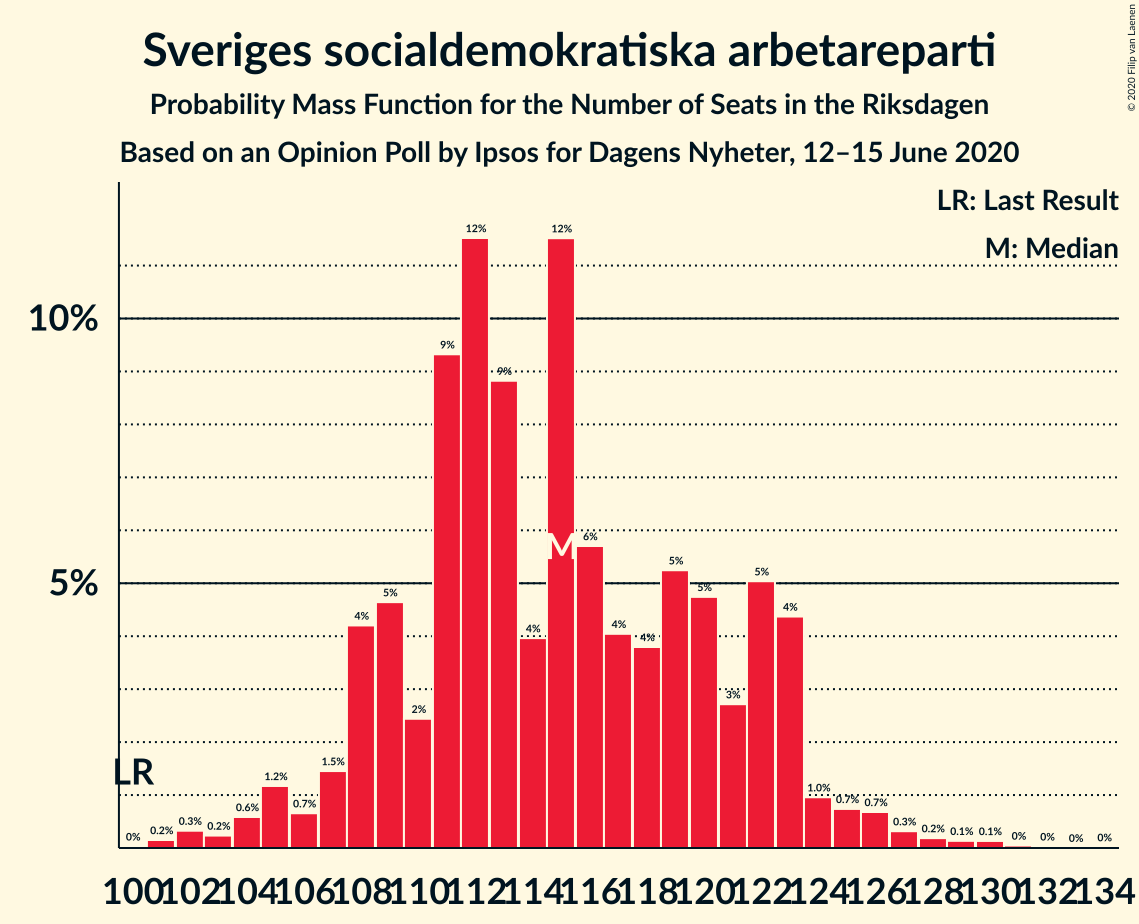 Sveriges socialdemokratiska arbetareparti
Probability Mass Function for the Number of Seats in the Riksdagen
Based on an Opinion Poll by Ipsos for Dagens Nyheter, 12–15 June 2020
© 2020 Filip van Laenen
LR: Last Result
M: Median
10%
5%
LR
M
0% 0.2% 0.3% 0.2% 0.6% 1.2% 0.7% 1.5% 4% 5% 2% 9% 12% 9% 4% 12% 6% 4% 4% 5% 5% 3% 5% 4% 1.0% 0.7% 0.7% 0.3% 0.2% 0.1% 0.1% 0% 0% 0% 0%
100 102 104 106 108 110 112 114 116 118 120 122 124 126 128 130 132 134